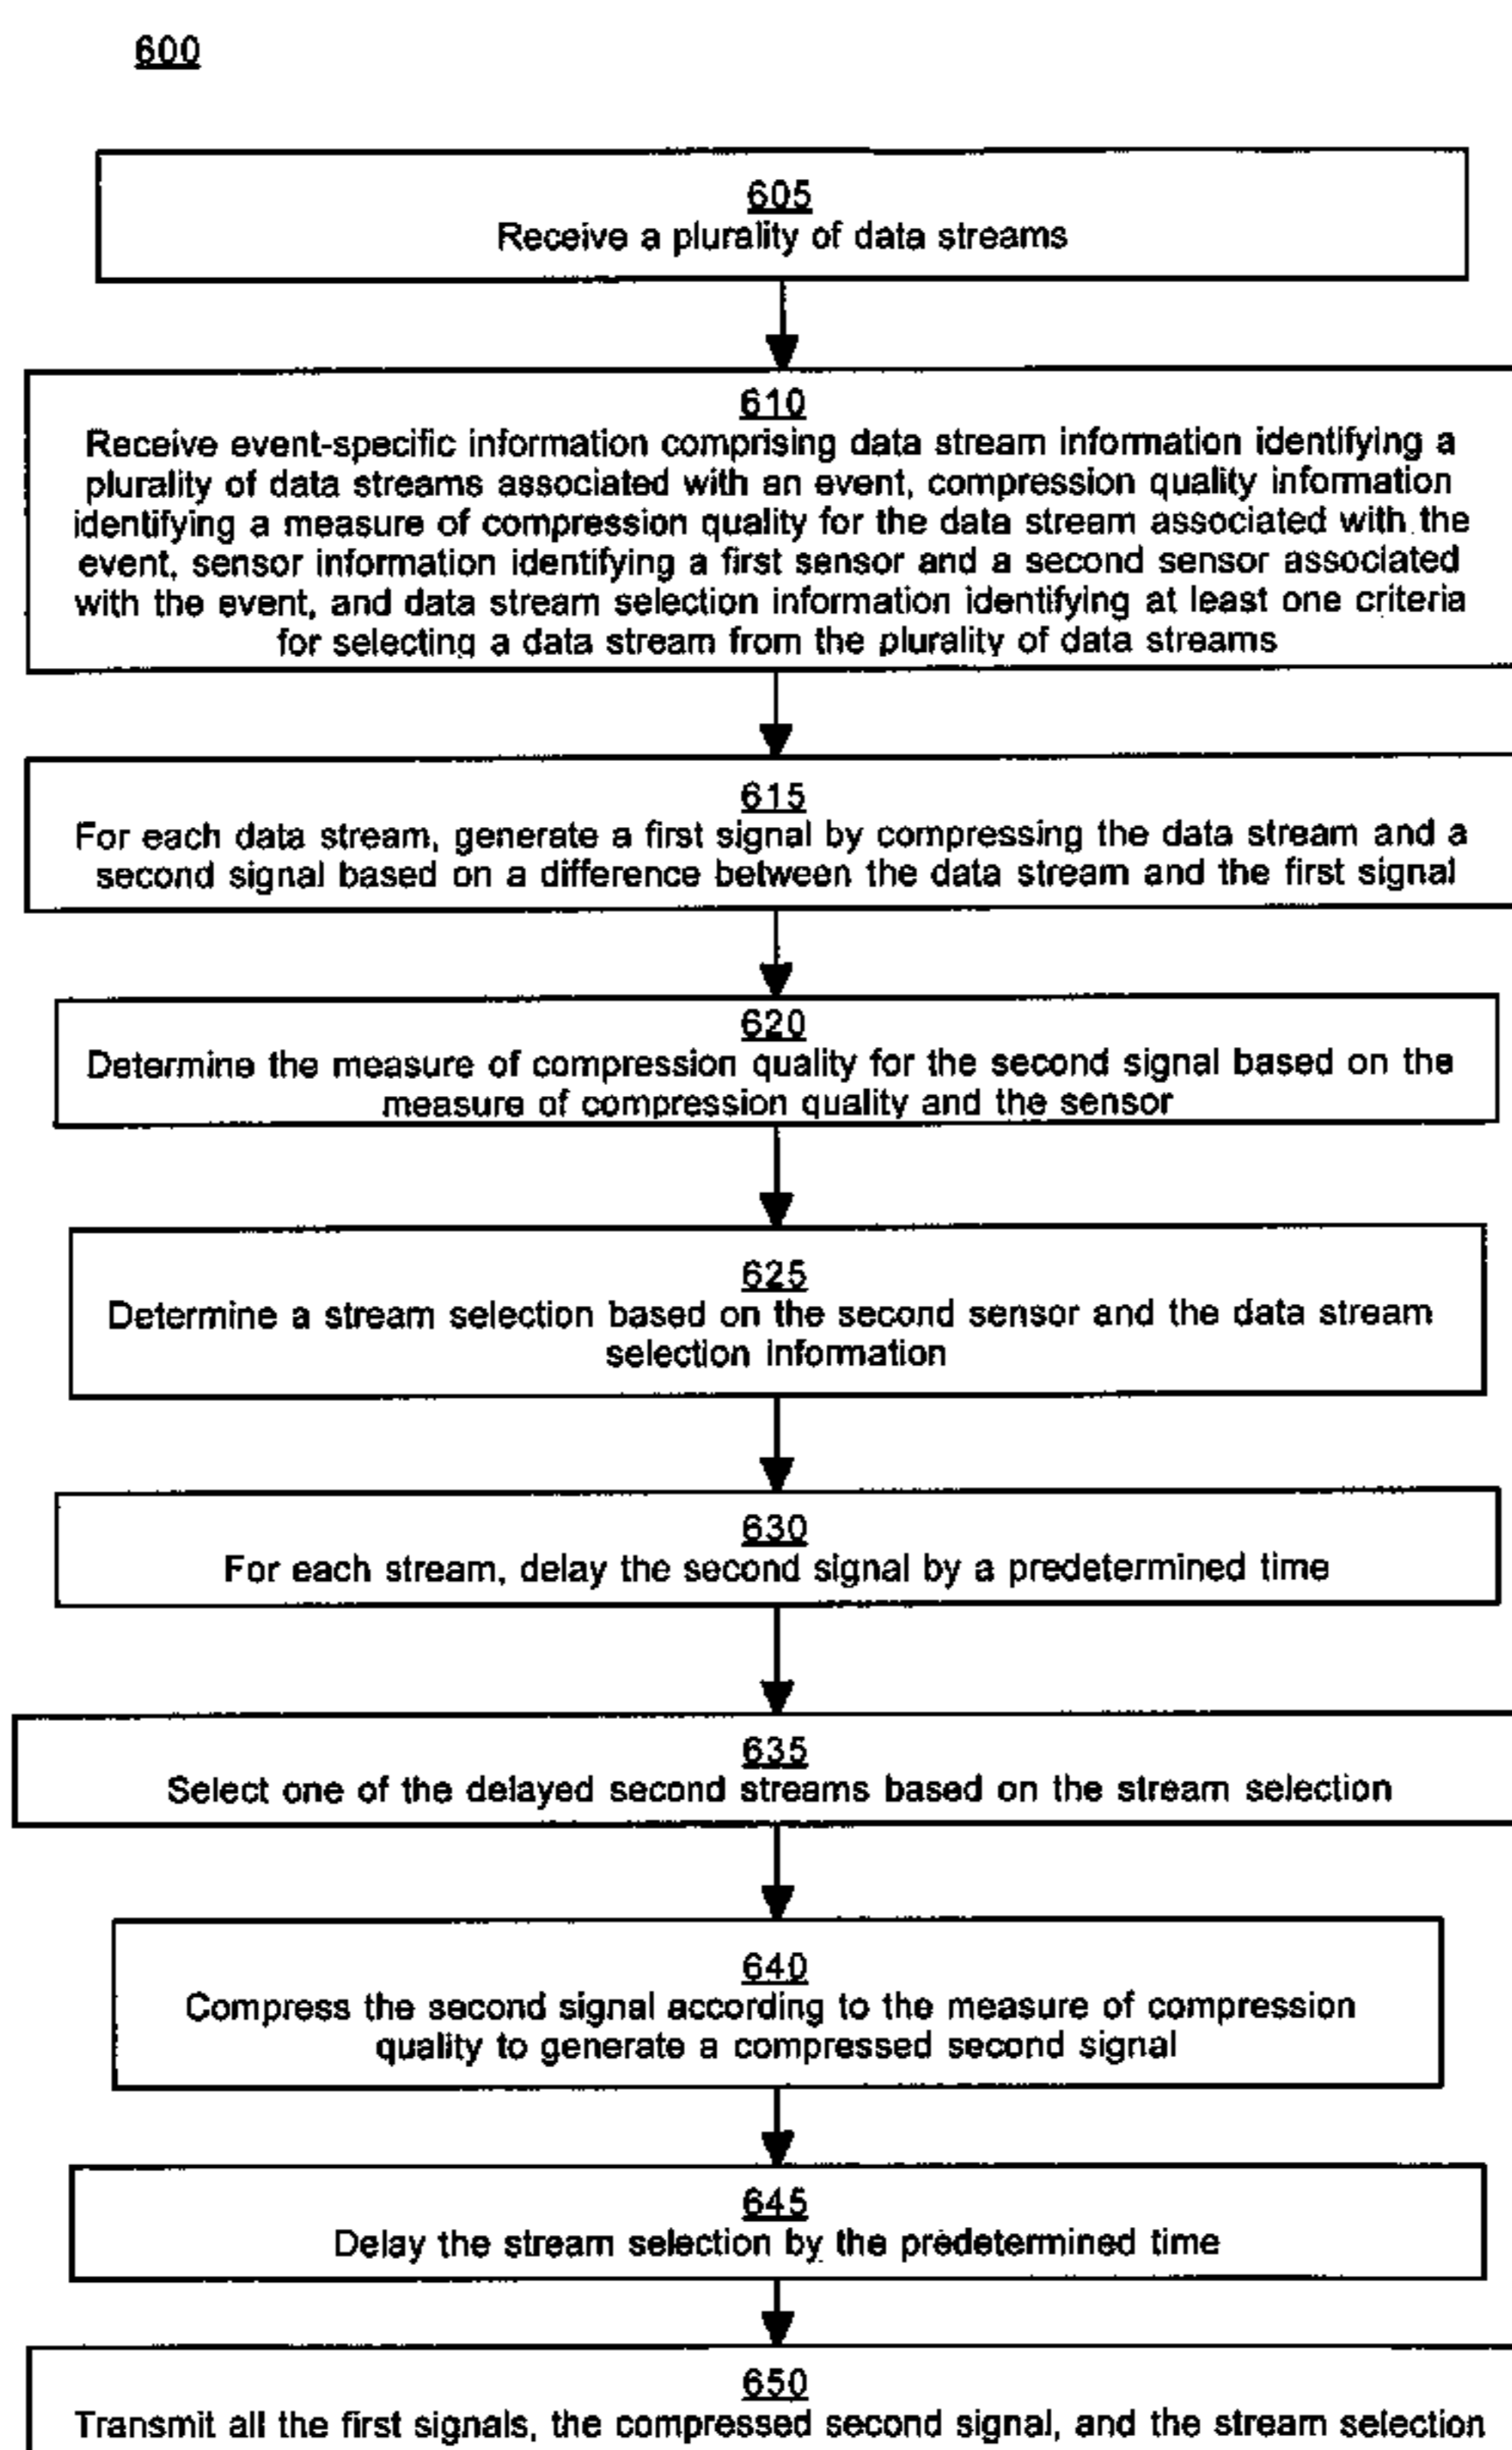 600
605
Receive a plurality of data streams
610
Receive event-specific information comprising data stream information identifying a
plurality of data streams associated with an event, compression quality information
identifying a measure of compression quality for the data stream associated with the
event, sensor information identifying a first sensor and a second sensor associated
with the event, and data stream selection information identifying at least one criteria
for selecting a data stream from the plurality of data streams
615
For each data stream, generate a first signal by compressing the data stream and a
second signal based on a difference between the data stream and the first signal
620
Determine the measure of compression quality for the second signal based on the
measure of compression quality and the sensor
625
Determine a stream selection based on the second sensor and the data stream
selection information
630
For each stream, delay the second signal by a predetermined time
635
Select one of the delayed second streams based on the stream selection
640
Compress the second signal according to the measure of compression
quality to generate a compressed second signal
645
Delay the stream selection by the predetermined time
650
Transmit all the first signals, the compressed second signal, and the stream selection